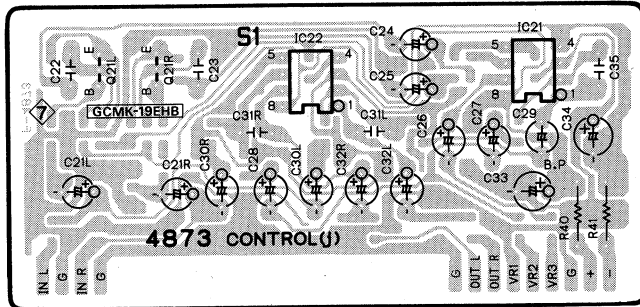 S1
IC22
5
4
8
1
C24
C25
IC21
5
4
8
1
C35
C22
B
E
Q21L
B
E
Q21R
C23
F-4873
7
GCMK-19EHB
C31R
C31L
C26
C27
C29
C34
B.P
C21L
C21R
C30R
C28
C30L
C32R
C32L
C33
R40
R41
4873 CONTROL(j)
IN L
G
IN R
G
G
OUT L
OUT R
VR1
VR2
VR3
G
+
-